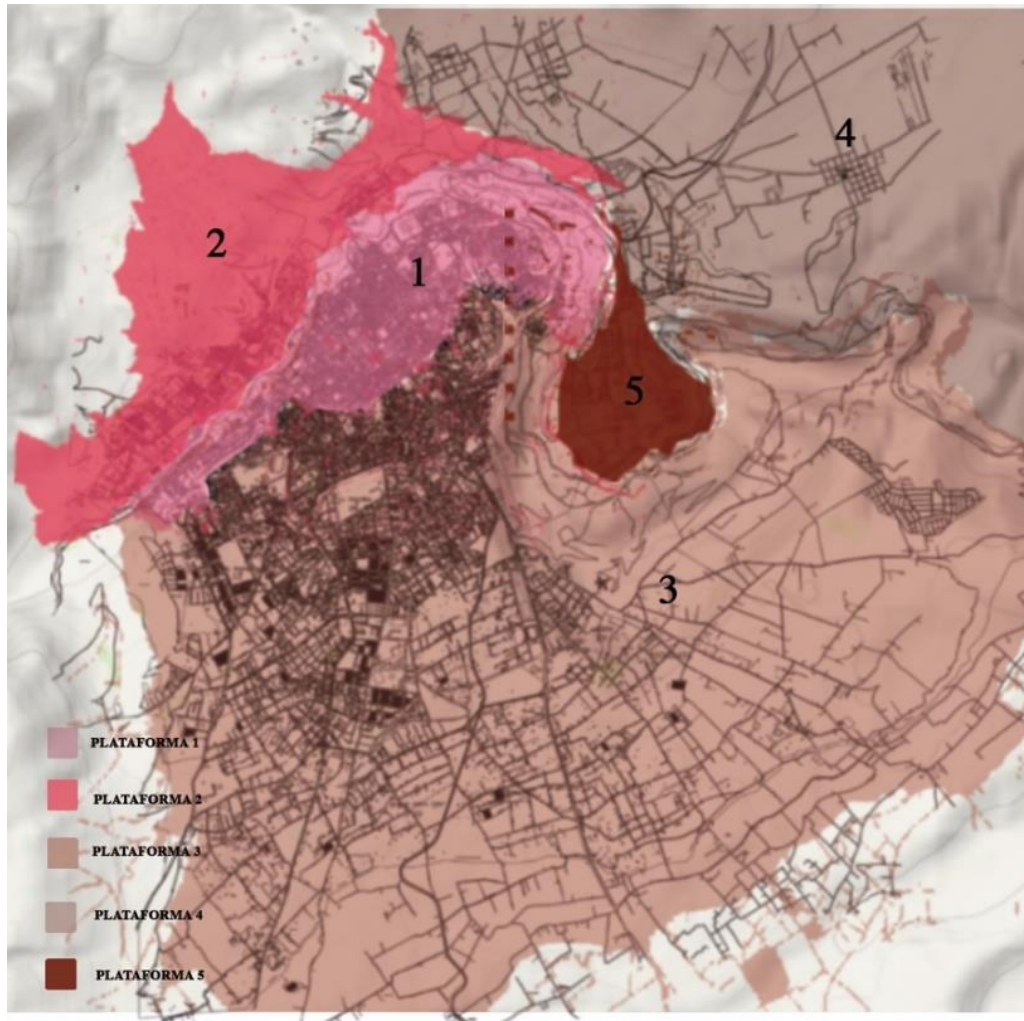 4
2
1
5
3
PLATAFORMA 1
PLATAFORMA 2
PLATAFORMA 3
PLATAFORMA 4
PLATAFORMA 5